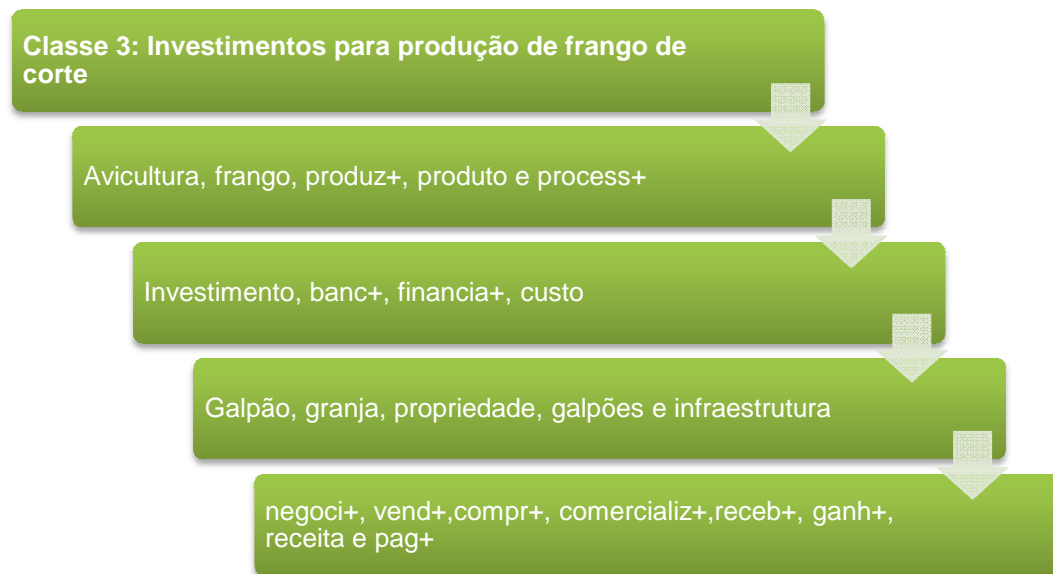 Classe 3: Investimentos para produção de frango de
corte
Avicultura, frango, produz+, produto e process+
Investimento, banc+, financia+, custo
Galpão, granja, propriedade, galpões e infraestrutura
negoci+, vend+,compr+, comercializ+,receb+, ganh+,
receita e pag+